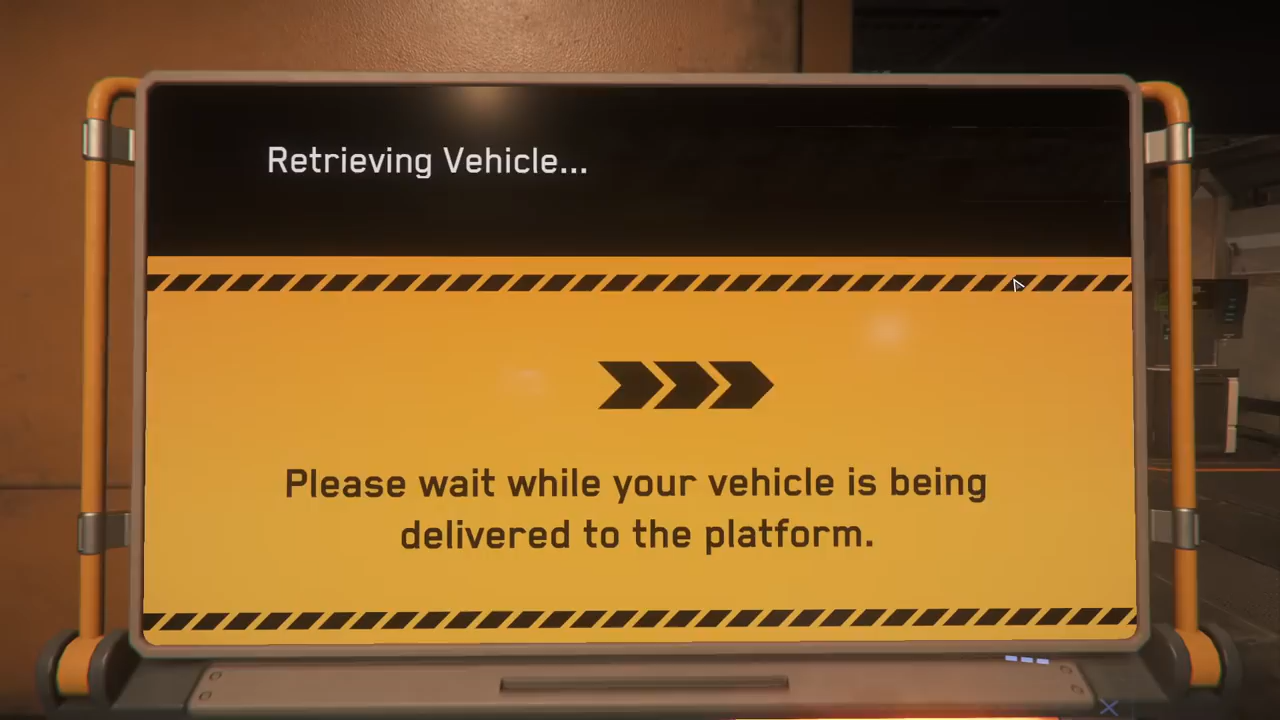 Retrieving Vehicle...
Please wait while your vehicle is being
delivered to the platform.